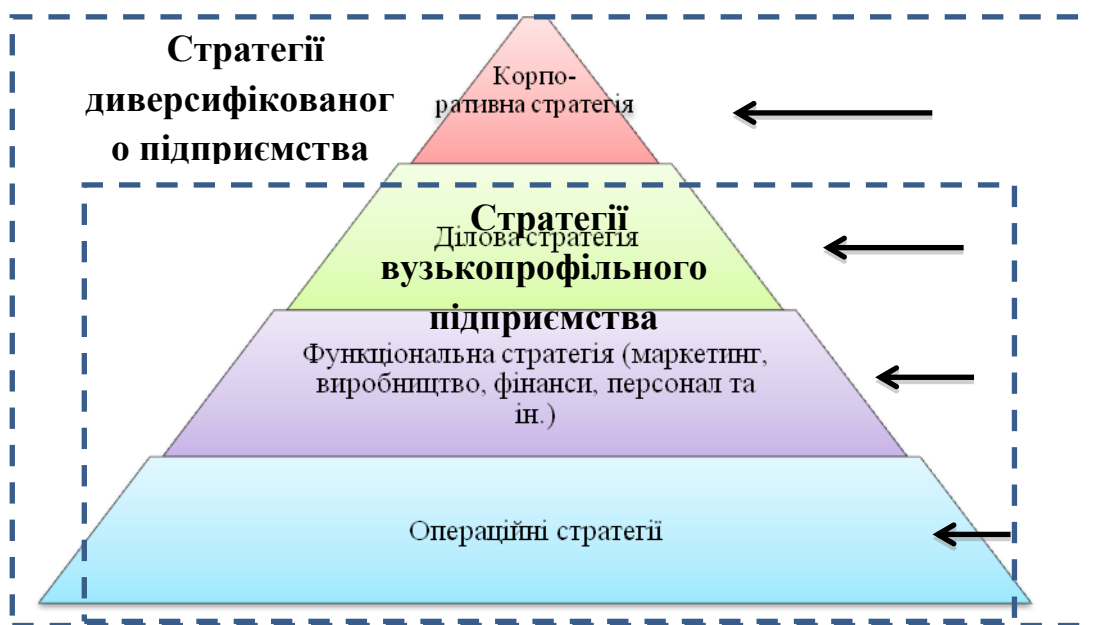 Стратегії
диверсифікованог
о підприємства
Корпо-
ративна стратегія
Стратегії
вузькопрофільного
підприємства
Ділова стратегія
Функціональна стратегія (маркетинг,
виробництво, фінанси, персонал та
ін.)
Операційні стратегії